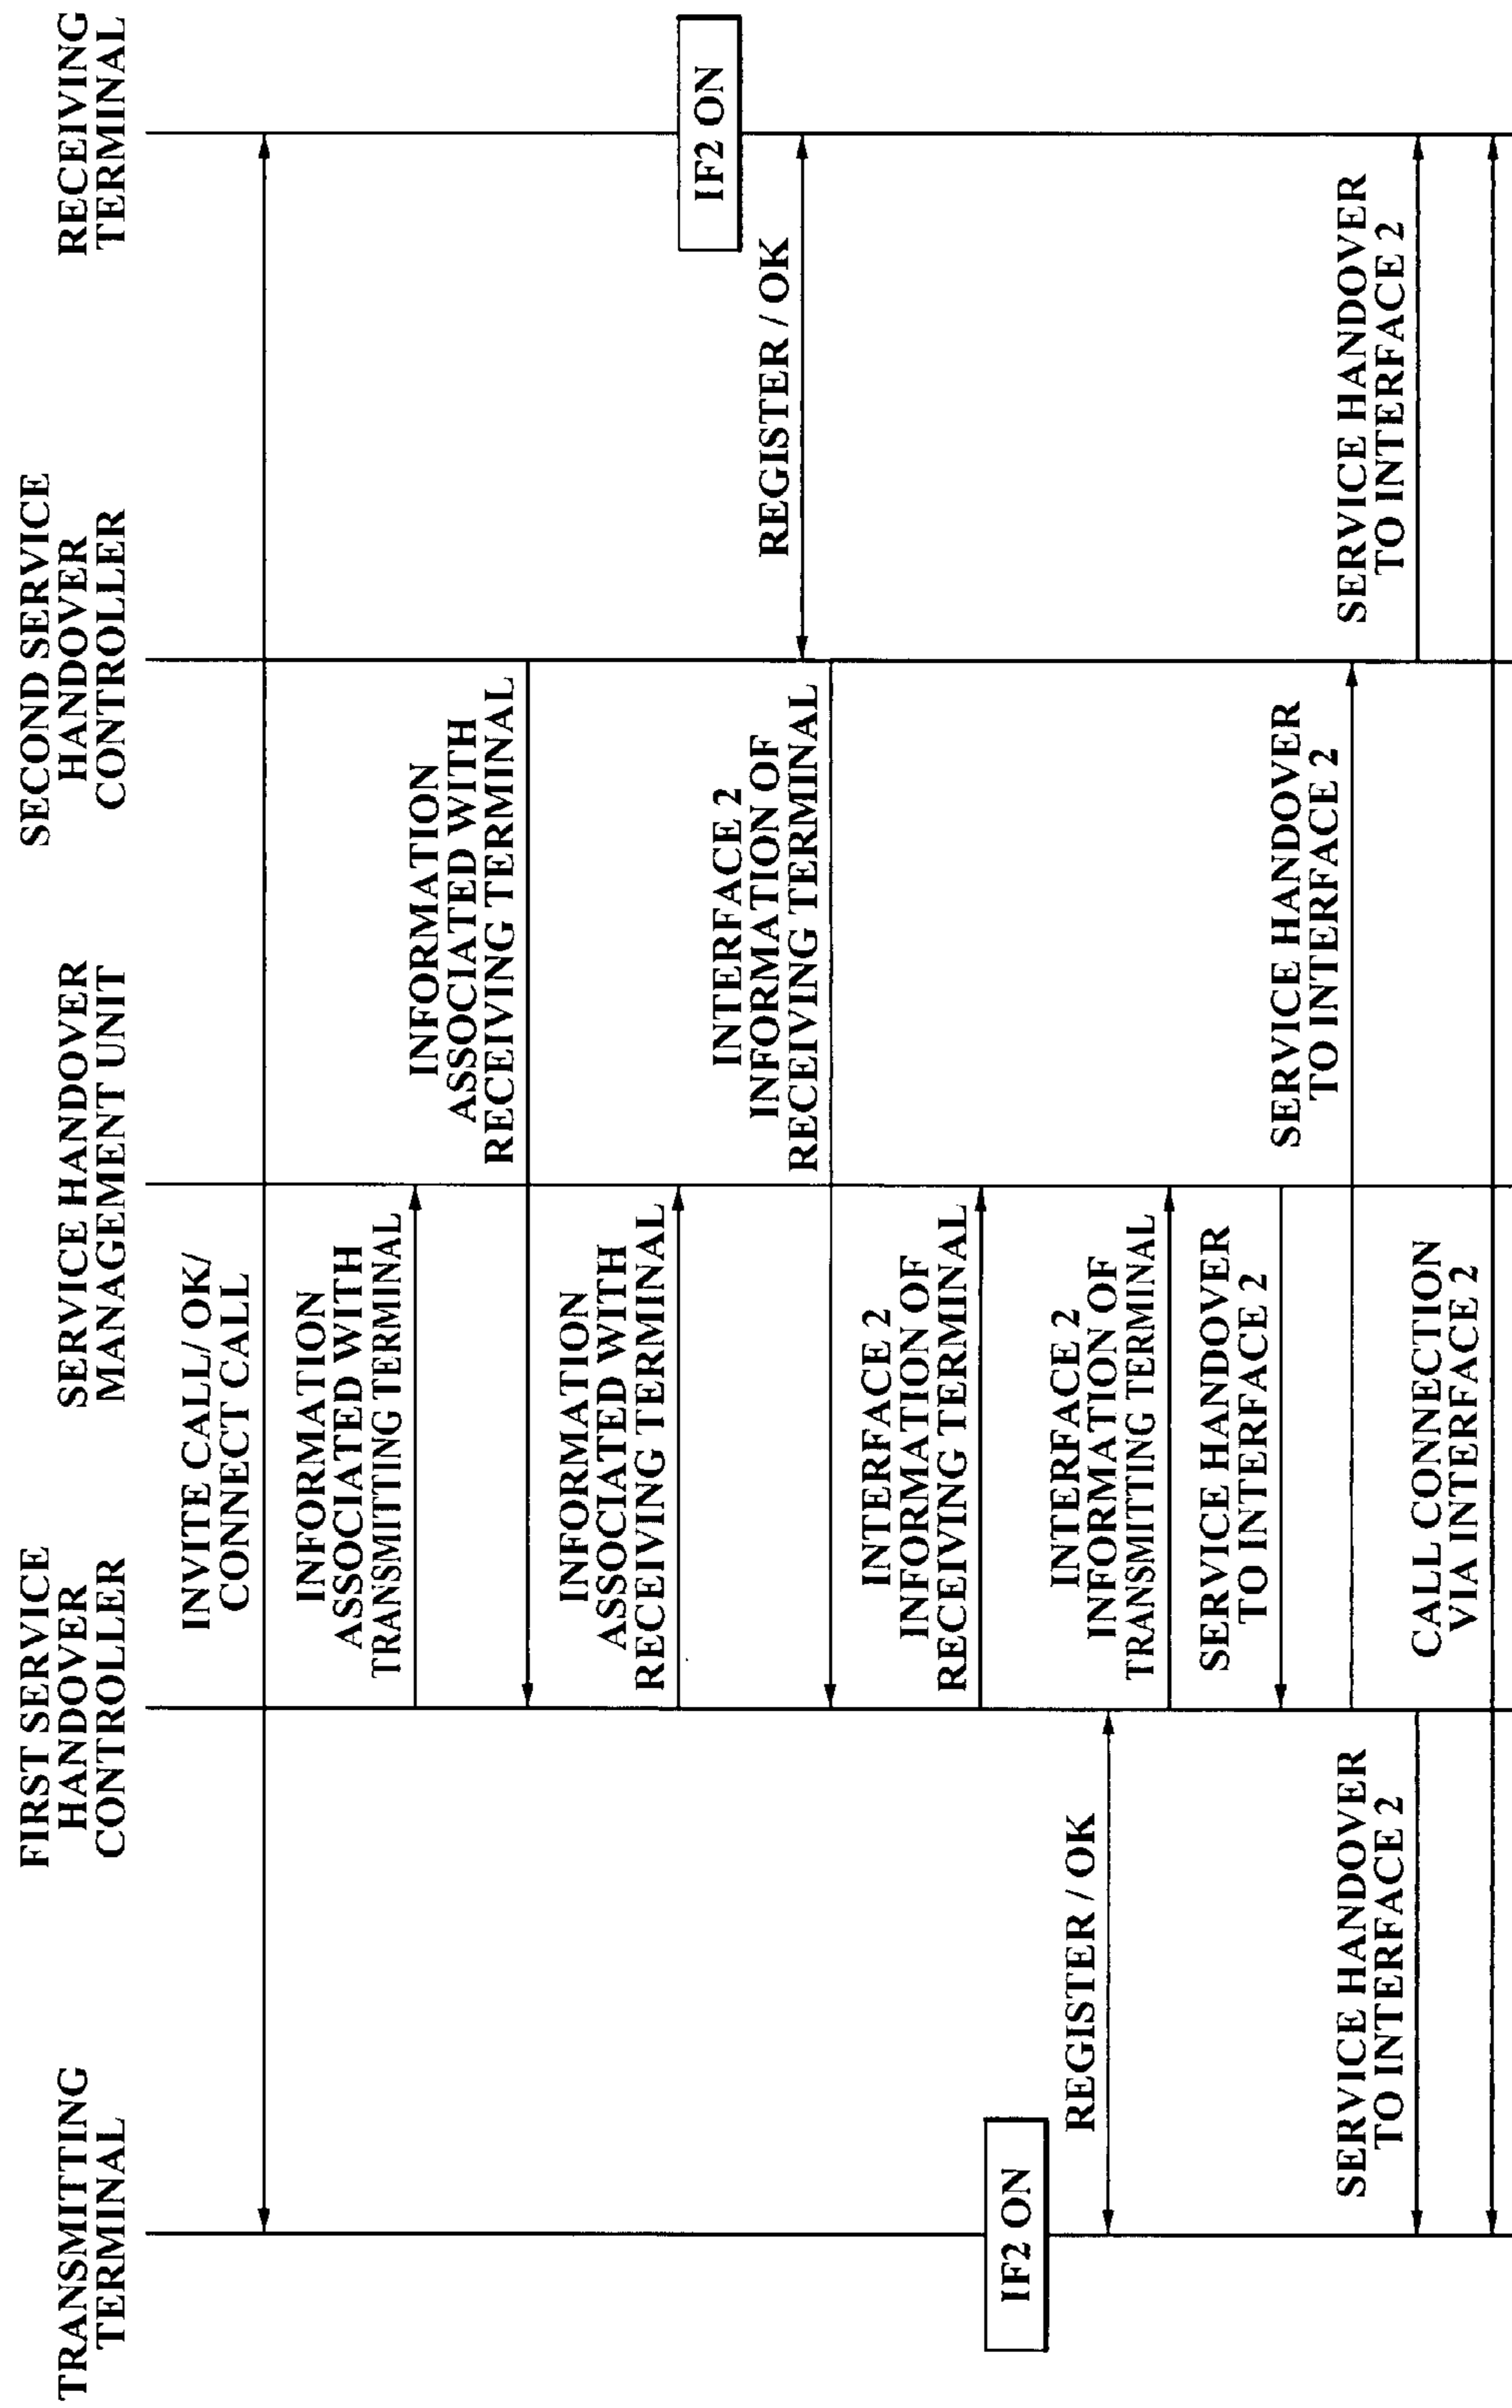 TRANSMITTING
TERMINAL
FIRST SERVICE
HANDOVER
CONTROLLER
SERVICE HANDOVER
MANAGEMENT UNIT
SECOND SERVICE
HANDOVER
CONTROLLER
RECEIVING
TERMINAL
INVITE CALL/ OK/
CONNECT CALL
INFORMATION
ASSOCIATED WITH
TRANSMITTING TERMINAL
INFORMATION
ASSOCIATED WITH
RECEIVING TERMINAL
INFORMATION
ASSOCIATED WITH
RECEIVING TERMINAL
IF2 ON
REGISTER / OK
INTERFACE 2
INFORMATION OF
RECEIVING TERMINAL
INTERFACE 2
INFORMATION OF
RECEIVING TERMINAL
IF2 ON
REGISTER / OK
INTERFACE 2
INFORMATION OF
TRANSMITTING TERMINAL
SERVICE HANDOVER
TO INTERFACE 2
SERVICE HANDOVER
TO INTERFACE 2
SERVICE HANDOVER
TO INTERFACE 2
SERVICE HANDOVER
TO INTERFACE 2
CALL CONNECTION
VIA INTERFACE 2